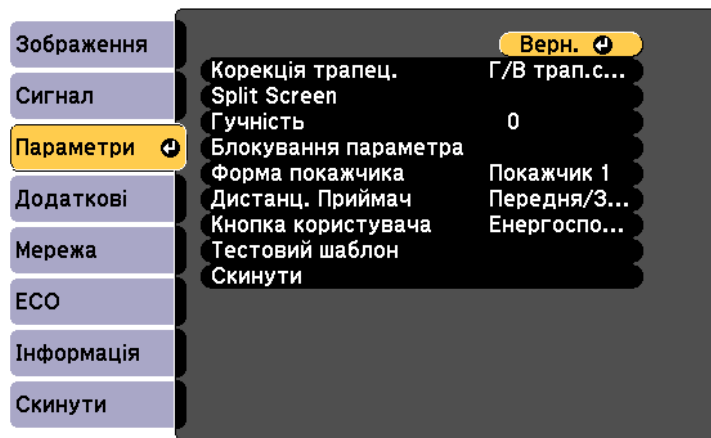 Зображення
Сигнал
Параметри
Додаткові
Мережа
ECO
Інформація
Скинути
Верн.
Корекція трапец. Г/В трап.с...
Split Screen
Гучність 0
Блокування параметра
Форма покажчика Покажчик 1
Дистанц. Приймач Передня/З...
Кнопка користувача Енергоспо...
Тестовий шаблон
Скинути